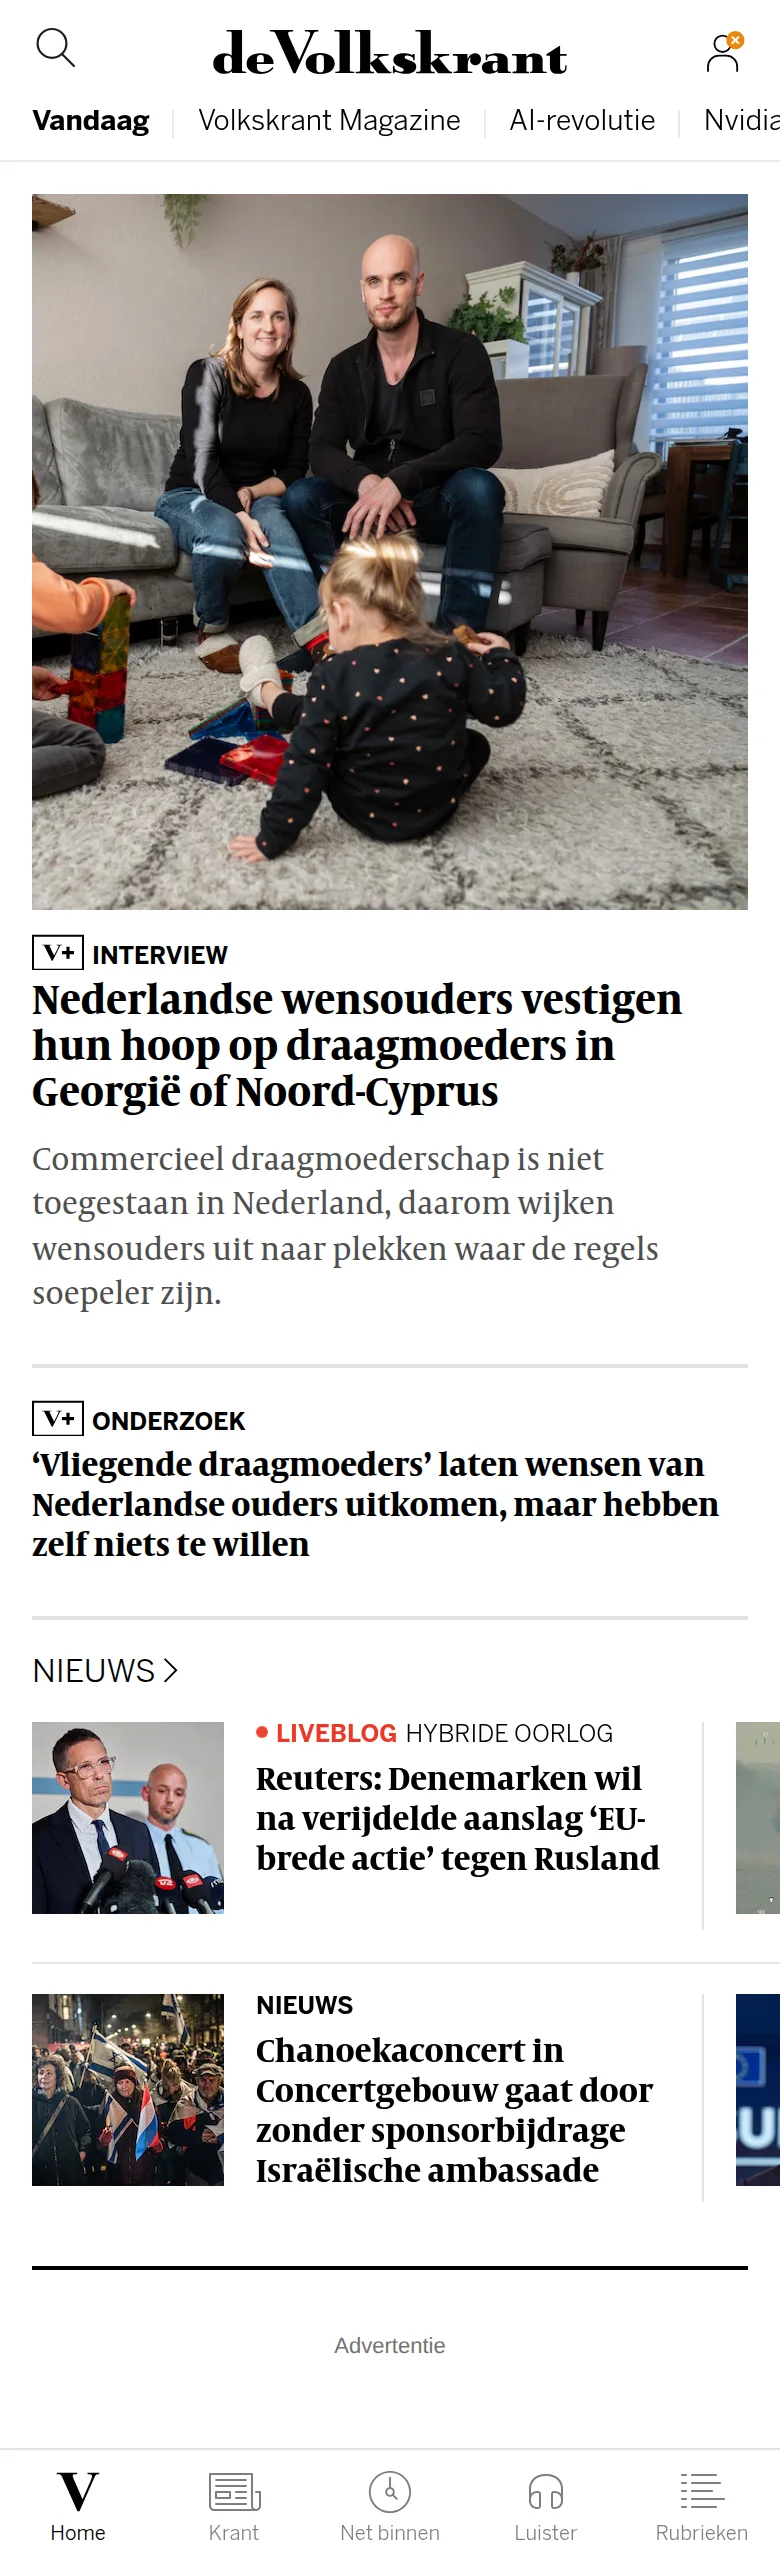 deVolkskrant
Vandaag
Volkskrant Magazine
AI-revolutie
V+ INTERVIEW
Nederlandse wensouders vestigen
hun hoop op draagmoeders in
Georgië of Noord-Cyprus
Commercieel draagmoederschap is niet
toegestaan in Nederland, daarom wijken
wensouders uit naar plekken waar de regels
soepeler zijn.
V+ ONDERZOEK
‘Vliegende draagmoeders’ laten wensen van
Nederlandse ouders uitkomen, maar hebben
zelf niets te willen
NIEUWS
LIVEBLOG HYBRIDE OORLOG
Reuters: Denemarken wil
na verijdelde aanslag ‘EU-
brede actie’ tegen Rusland
NIEUWS
Chanoekaconcert in
Concertgebouw gaat door
zonder sponsorbijdrage
Israëlische ambassade
Advertentie
V
Home
Krant
Net binnen
Luister
Rubrieken